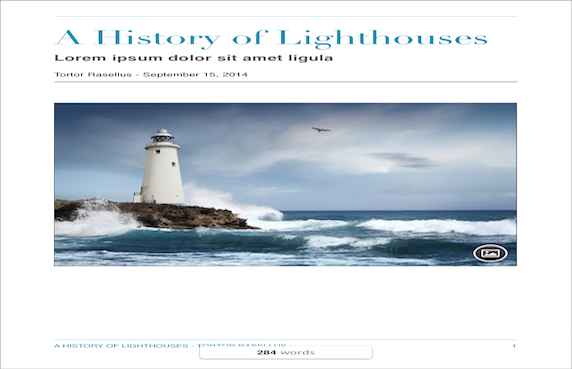 A History of Lighthouses
Lorem ipsum dolor sit amet ligula
Tortor Rasellus - September 15, 2014
A HISTORY OF LIGHTHOUSES - TORTOR RASELLUS 1
284 words